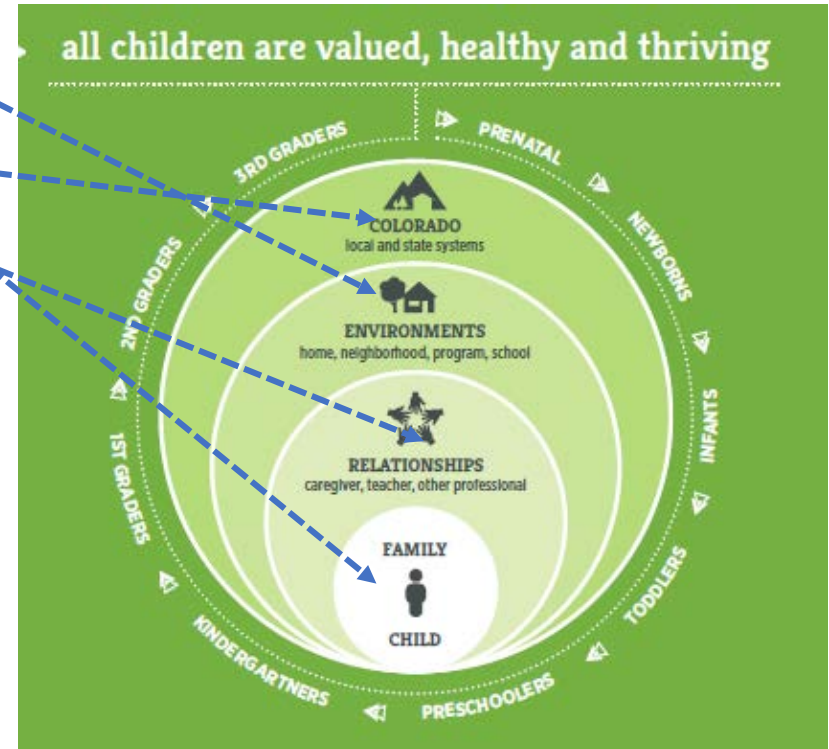 all children are valued, healthy and thriving
PRENATAL
NEWBORNS
INFANTS
TODDLERS
PRESCHOOLERS
KINDERGARTNERS
1ST GRADERS
2ND GRADERS
3RD GRADERS
COLORADO
local and state systems
ENVIRONMENTS
home, neighborhood, program, school
RELATIONSHIPS
caregiver, teacher, other professional
FAMILY
CHILD